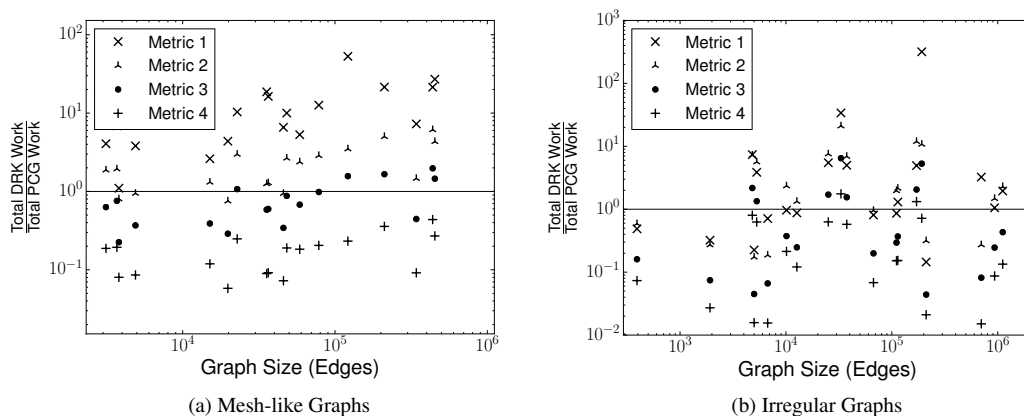 10^2
10^1
10^0
10^-1
Total DRK Work
Total PCG Work
Metric 1
Metric 2
Metric 3
Metric 4
10^4
10^5
10^6
Graph Size (Edges)
(a) Mesh-like Graphs
10^3
10^2
10^1
10^0
10^-1
10^-2
Total DRK Work
Total PCG Work
Metric 1
Metric 2
Metric 3
Metric 4
10^3
10^4
10^5
10^6
Graph Size (Edges)
(b) Irregular Graphs